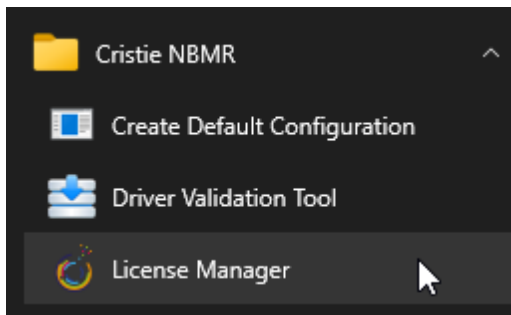 Cristie NBMR
Create Default Configuration
Driver Validation Tool
License Manager